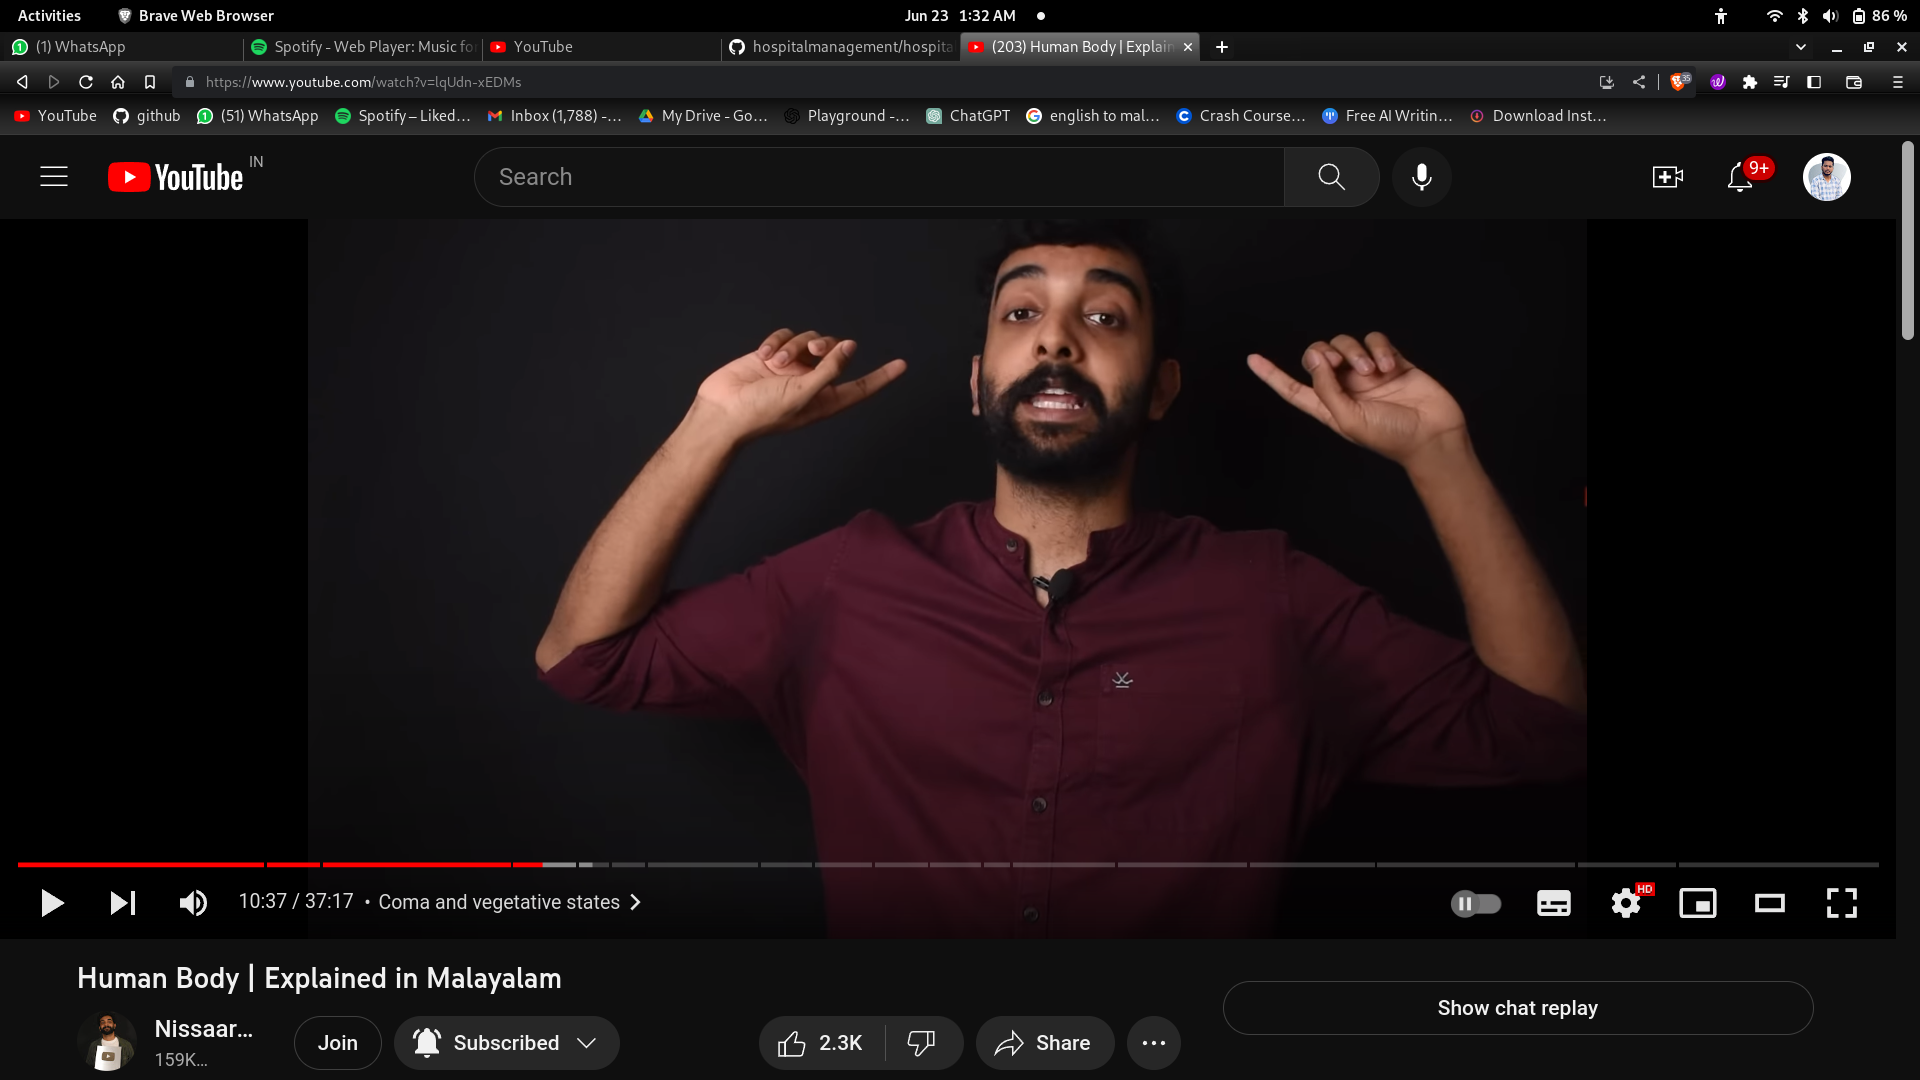 Activities Brave Web Browser Jun 23 1:32 AM 86 %
(1) WhatsApp Spotify - Web Player: Music fo YouTube hospitalmanagement/hospita (203) Human Body | Explain
https://www.youtube.com/watch?v=lqUdn-xEDMs 35
YouTube github (51) WhatsApp Spotify – Liked… Inbox (1,788) -… My Drive - Go… Playground -… ChatGPT english to mal… Crash Course… Free AI Writin… Download Inst…
YouTube IN Search 9+
10:37 / 37:17 • Coma and vegetative states HD
Human Body | Explained in Malayalam
Show chat replay
Nissaar…
159K…
Join Subscribed 2.3K Share